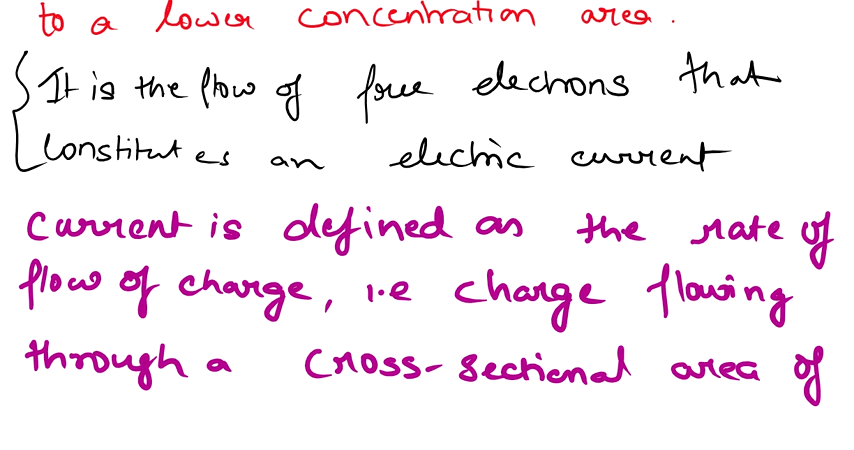 to a lower concentration area.
It is the flow of free electrons that
constitutes an electric current
current is defined as the rate of
flow of charge, i.e charge flowing
through a cross-sectional area of